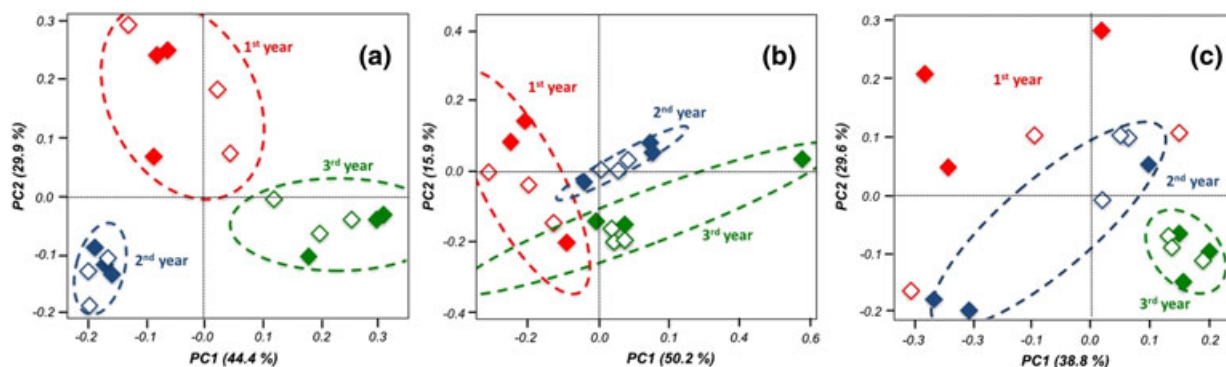 (a)
1st year
2nd year
3rd year
0.3
0.2
0.1
0.0
-0.1
-0.2
PC2 (29.9 %)
-0.2
-0.1
-0.0
0.1
0.2
0.3
PC1 (44.4 %)
(b)
1st year
2nd year
3rd year
0.4
0.2
0.0
-0.2
-0.4
PC2 (15.9 %)
-0.3
0.0
0.3
0.6
PC1 (50.2 %)
(c)
1st year
2nd year
3rd year
0.3
0.2
0.1
0.0
-0.1
-0.2
PC2 (29.6 %)
-0.3
-0.2
-0.1
0.0
0.1
0.2
PC1 (38.8 %)